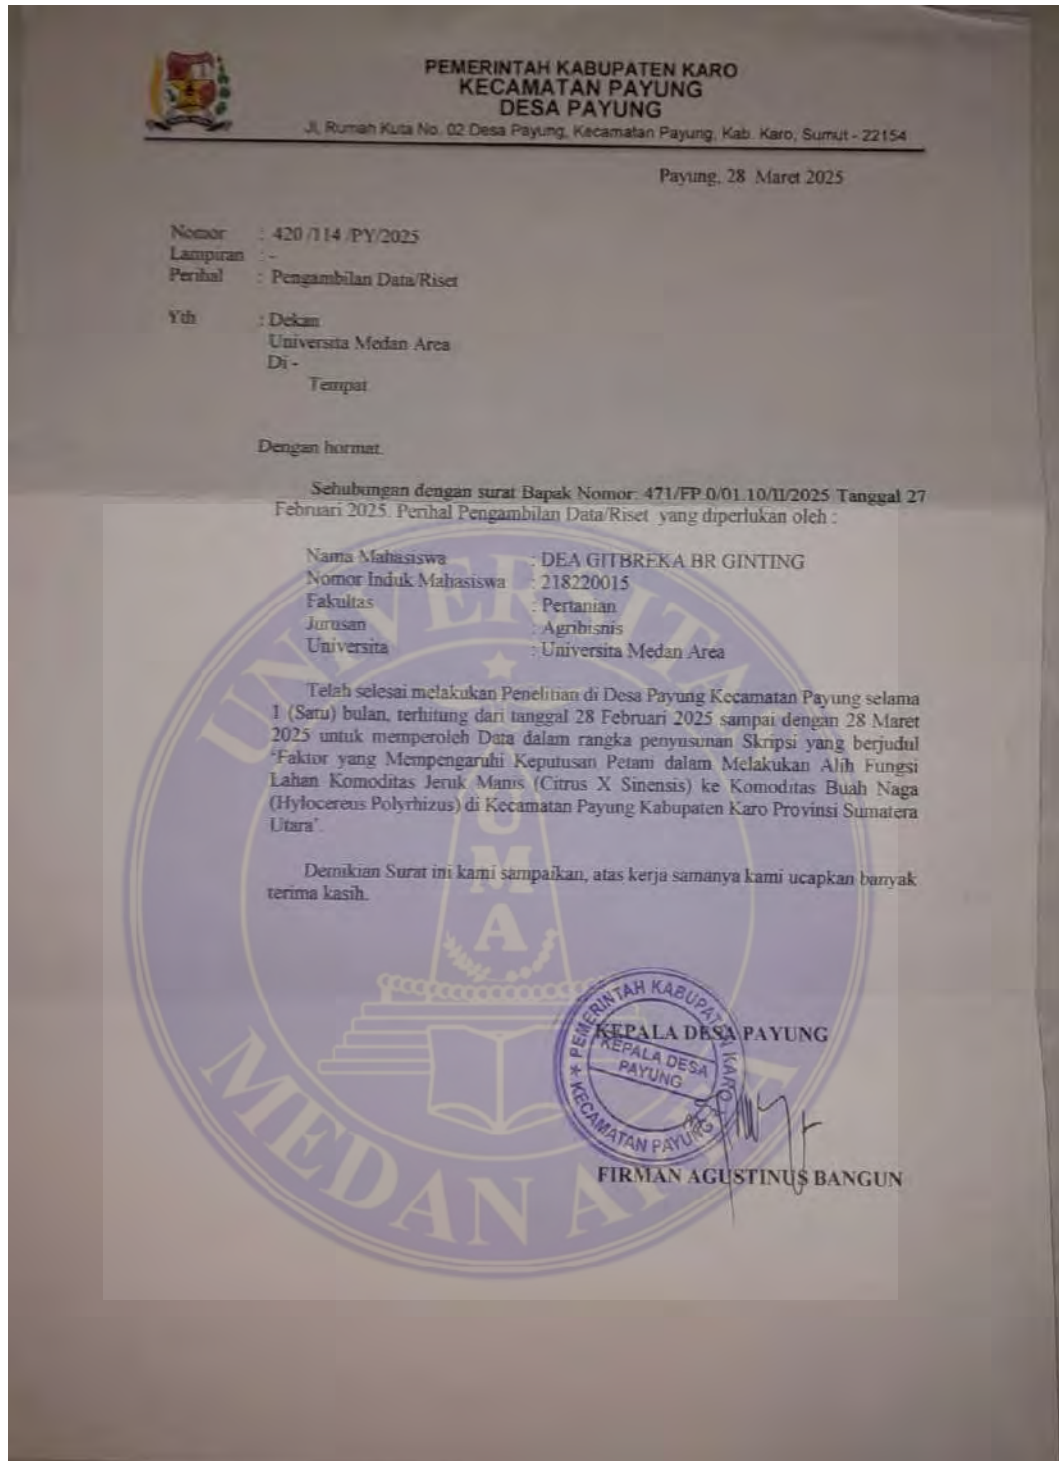 PEMERINTAH KABUPATEN KARO
KECAMATAN PAYUNG
DESA PAYUNG
Jl. Rumah Kuta No. 02 Desa Payung, Kecamatan Payung, Kab. Karo, Sumut - 22154
Payung, 28 Maret 2025
Nomor : 420 /114 /PY/2025
Lampiran : -
Perihal : Pengambilan Data/Riset
Yth : Dekan
Universita Medan Area
Di -
Tempat
Dengan hormat.
Sehubungan dengan surat Bapak Nomor: 471/FP.0/01.10/II/2025 Tanggal 27
Februari 2025. Perihal Pengambilan Data/Riset yang diperlukan oleh :
Nama Mahasiswa : DEA GITBREKA BR GINTING
Nomor Induk Mahasiswa : 218220015
Fakultas : Pertanian
Jurusan : Agribisnis
Universita : Universita Medan Area
Telah selesai melakukan Penelitian di Desa Payung Kecamatan Payung selama
1 (Satu) bulan, terhitung dari tanggal 28 Februari 2025 sampai dengan 28 Maret
2025 untuk memperoleh Data dalam rangka penyusunan Skripsi yang berjudul
"Faktor yang Mempengaruhi Keputusan Petani dalam Melakukan Alih Fungsi
Lahan Komoditas Jeruk Manis (Citrus X Sinensis) ke Komoditas Buah Naga
(Hylocereus Polyrhizus) di Kecamatan Payung Kabupaten Karo Provinsi Sumatera
Utara".
Demikian Surat ini kami sampaikan, atas kerja samanya kami ucapkan banyak
terima kasih.
KEPALA DESA PAYUNG
PEMERINTAH KABUPATEN KARO
KEPALA DESA
PAYUNG
KECAMATAN PAYUNG
FIRMAN AGUSTINUS BANGUN
UNIVERSITAS
MEDAN AREA
UMA